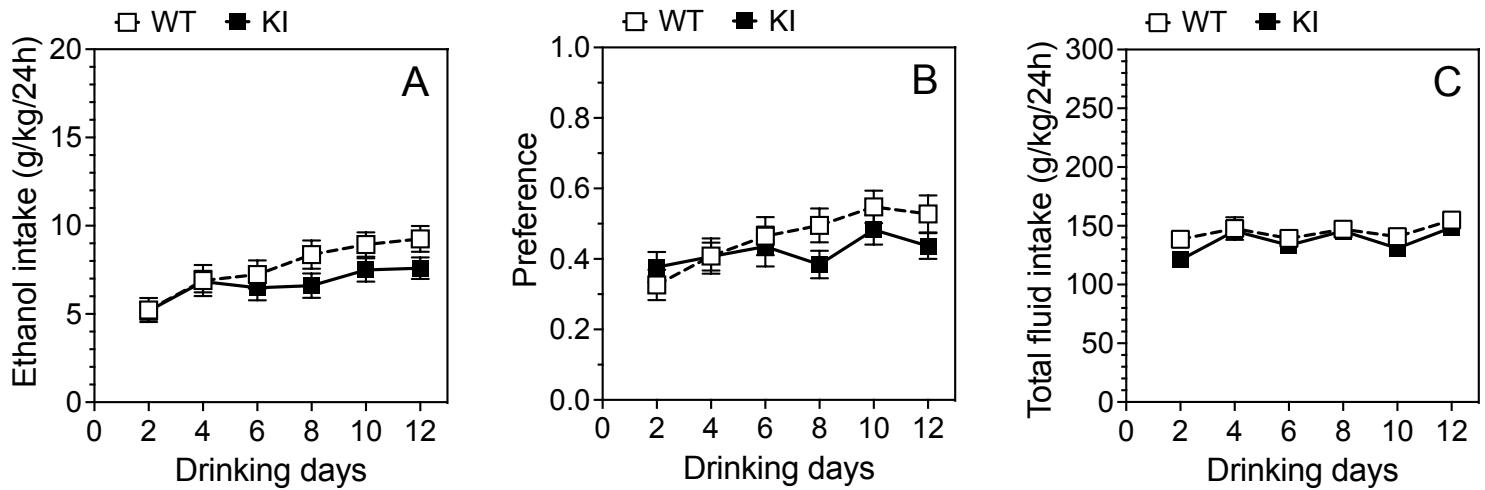 WT KI
A
Ethanol intake (g/kg/24h)
20
15
10
5
0
0 2 4 6 8 10 12
Drinking days
WT KI
B
Preference
1.0
0.8
0.6
0.4
0.2
0.0
0 2 4 6 8 10 12
Drinking days
WT KI
C
Total fluid intake (g/kg/24h)
300
250
200
150
100
50
0
0 2 4 6 8 10 12
Drinking days